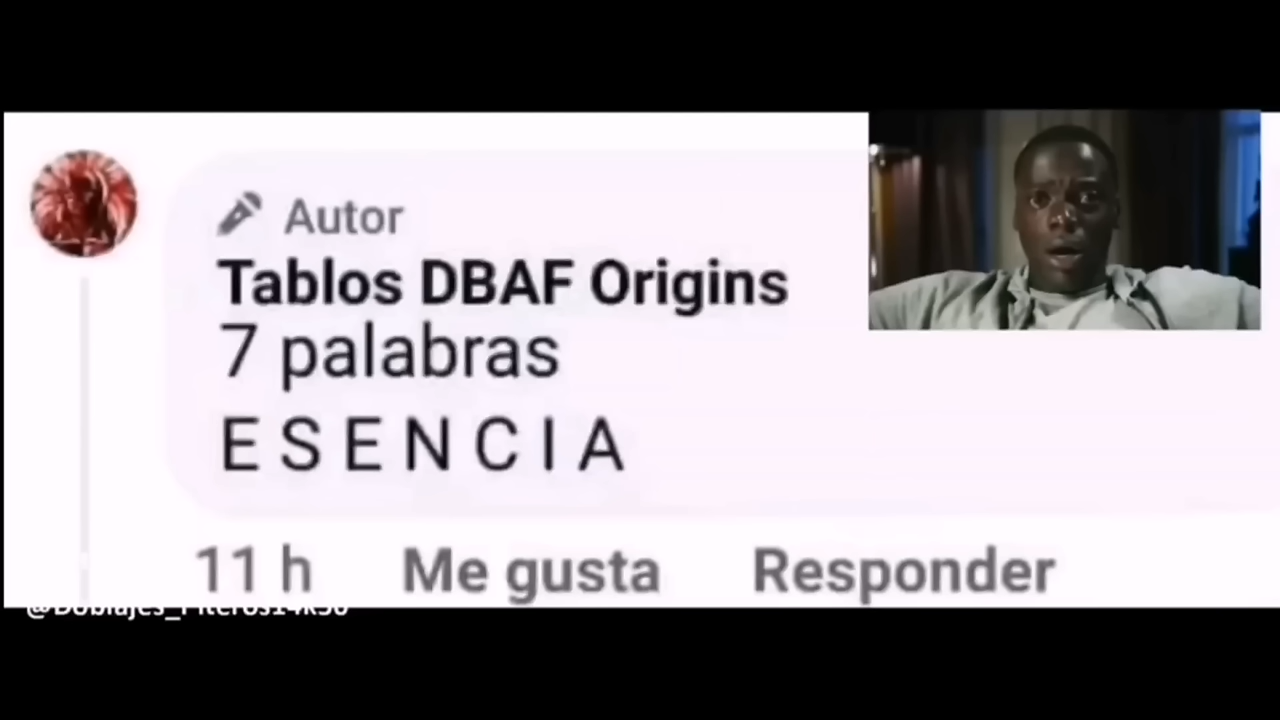 Autor
Tablos DBAF Origins
7 palabras
E S E N C I A
11 h Me gusta Responder